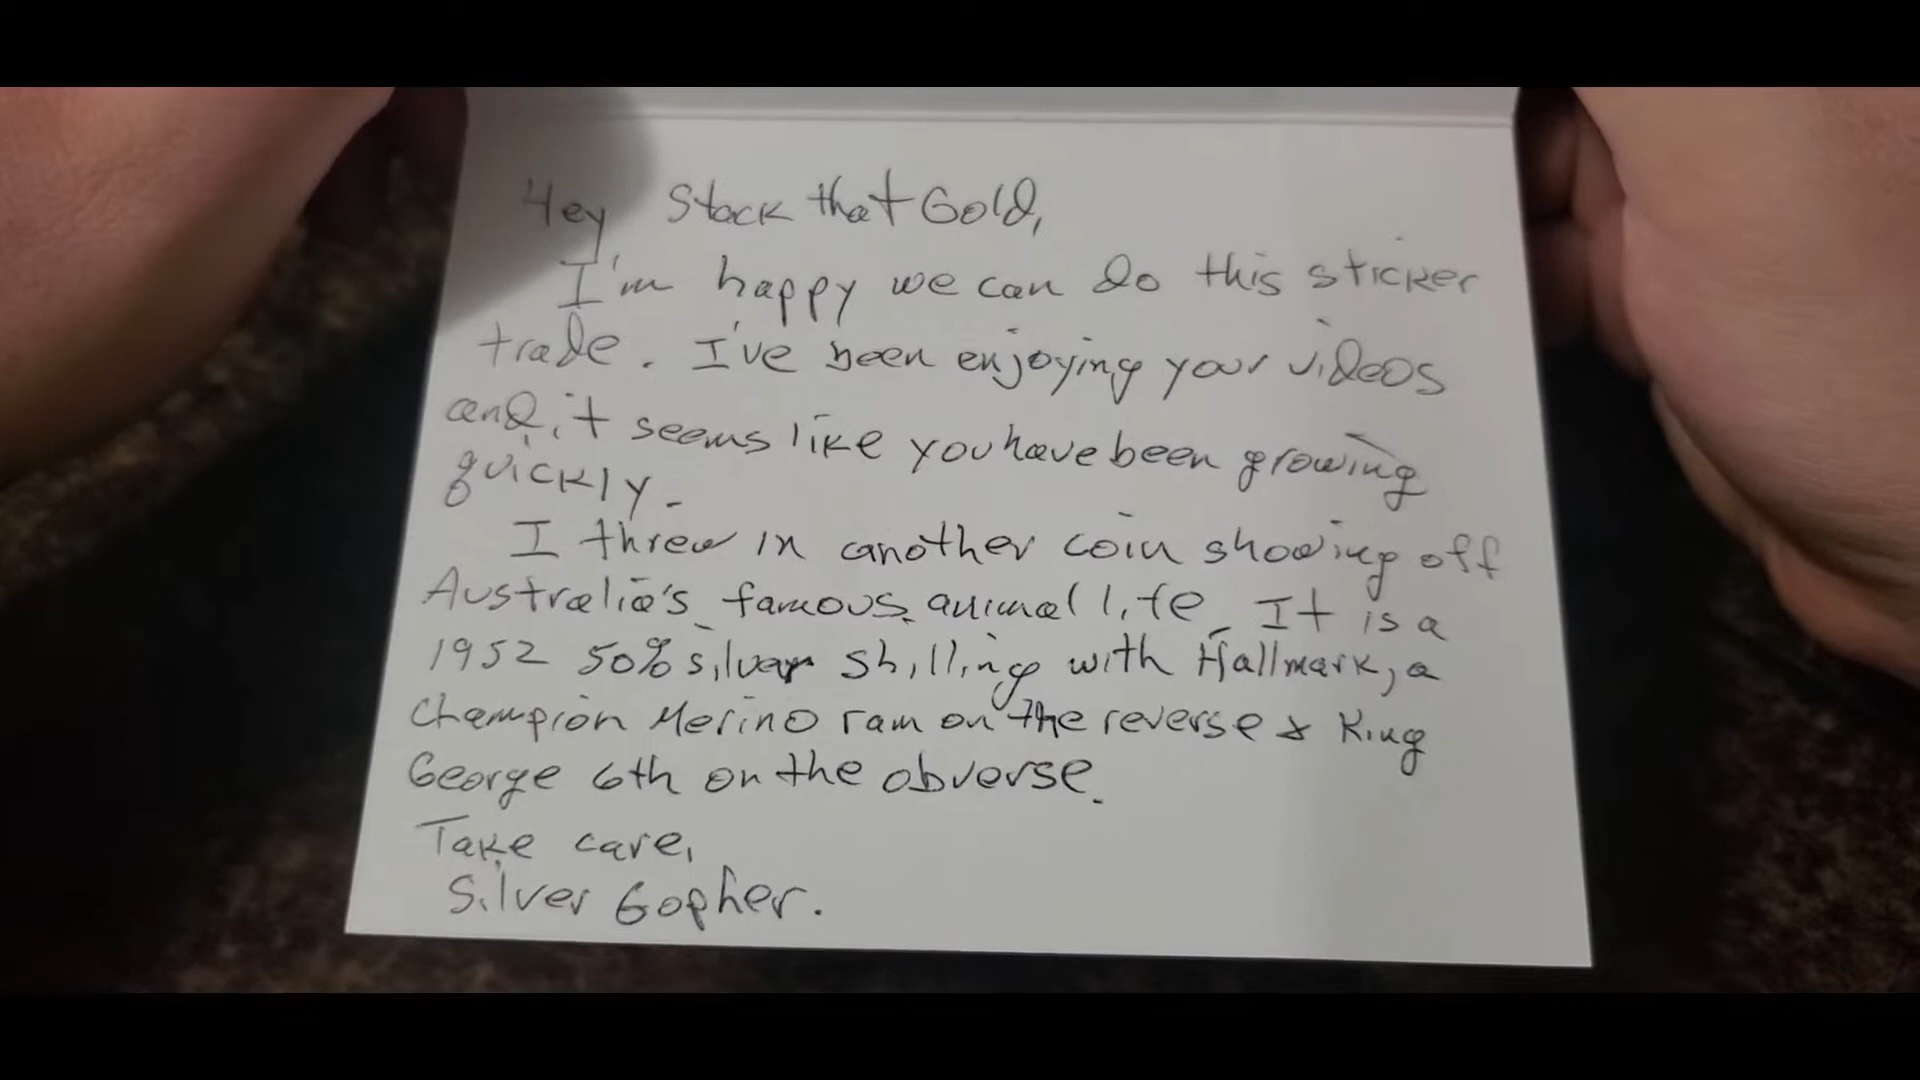 Hey Stack that Gold,
I'm happy we can do this sticker
trade. I've been enjoying your videos
and it seems like you have been growing
quickly.
I threw in another coin showing off
Australia's famous animal life. It is a
1952 50% silver shilling with Hallmark, a
Champion Merino ram on the reverse & King
George 6th on the obverse.
Take care,
Silver Gopher.